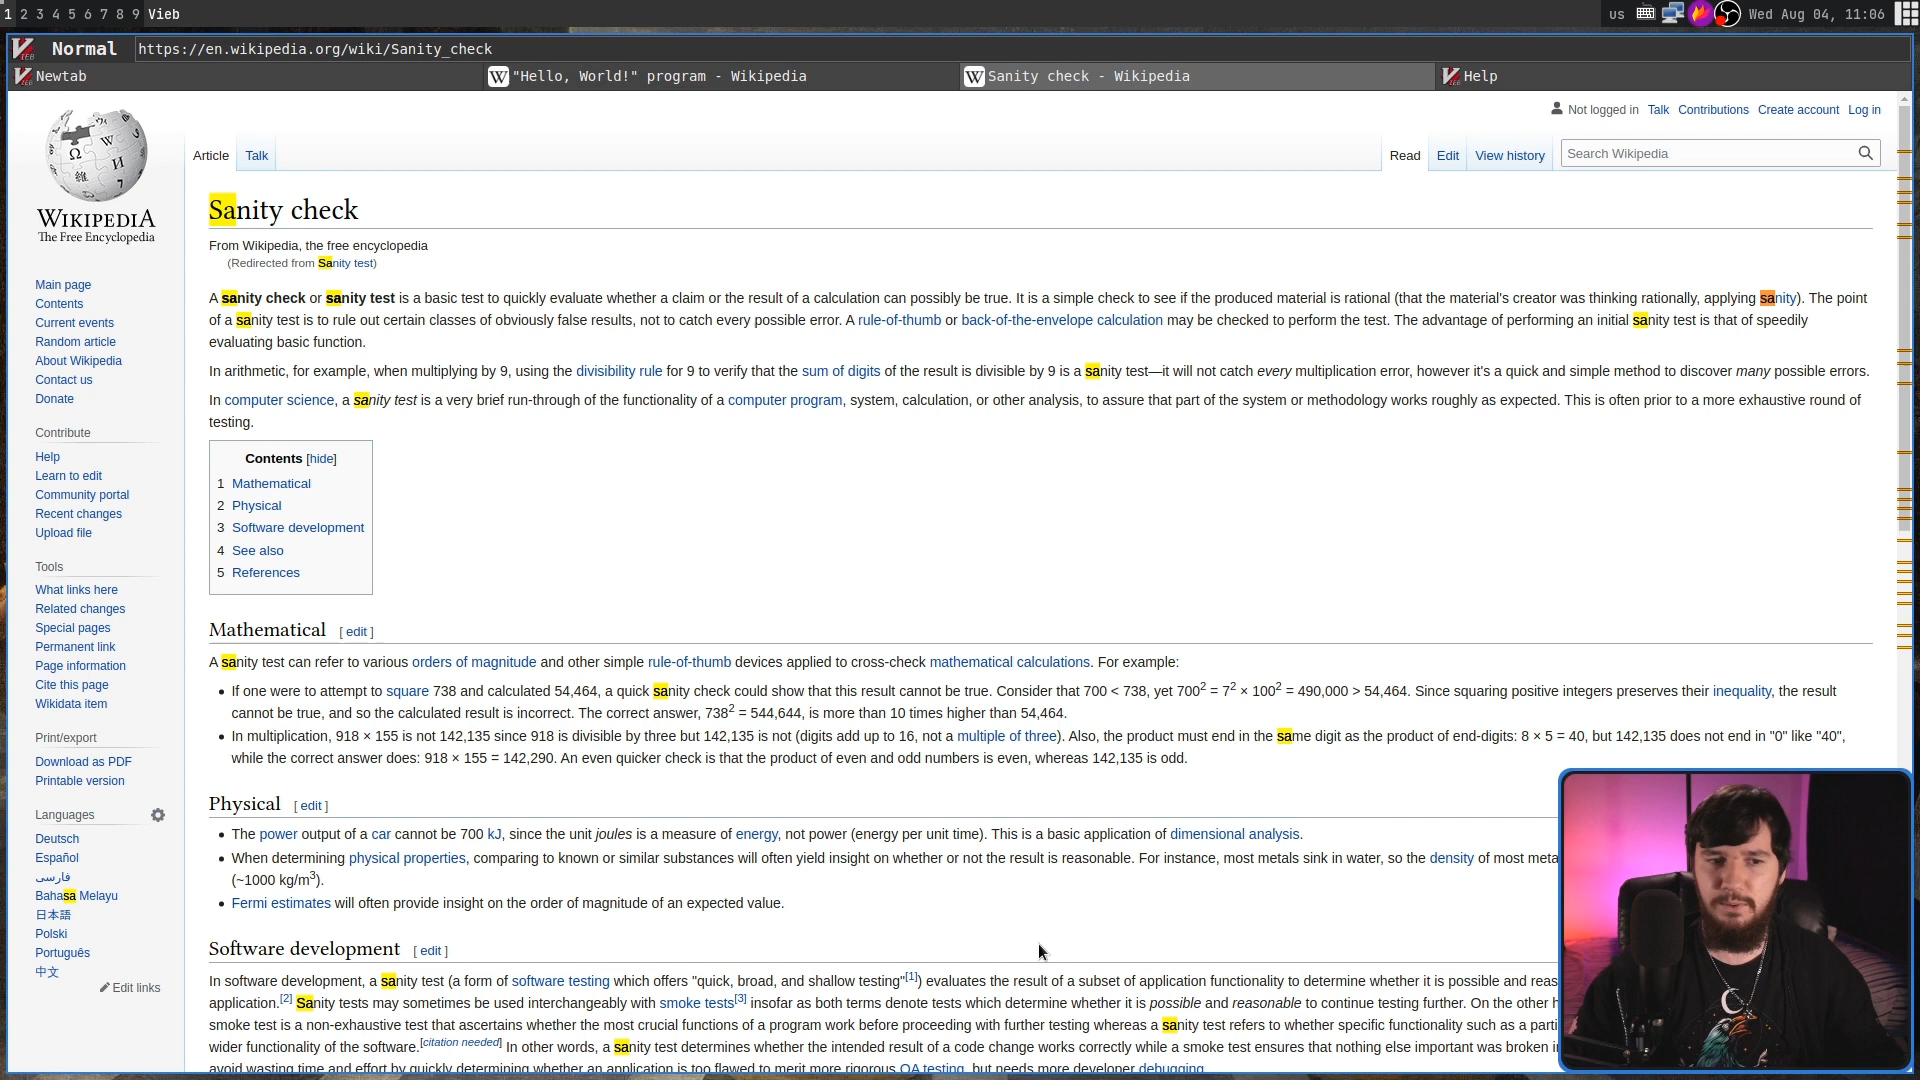 1 2 3 4 5 6 7 8 9 Vieb
us Wed Aug 04, 11:06
Normal https://en.wikipedia.org/wiki/Sanity_check
Newtab
"Hello, World!" program - Wikipedia
Sanity check - Wikipedia
Help
Not logged in Talk Contributions Create account Log in
Article Talk
Read Edit View history Search Wikipedia
WIKIPEDIA
The Free Encyclopedia
Main page
Contents
Current events
Random article
About Wikipedia
Contact us
Donate
Contribute
Help
Learn to edit
Community portal
Recent changes
Upload file
Tools
What links here
Related changes
Special pages
Permanent link
Page information
Cite this page
Wikidata item
Print/export
Download as PDF
Printable version
Languages
Deutsch
Español
فارسی
Bahasa Melayu
日本語
Polski
Português
中文
Edit links
Sanity check
From Wikipedia, the free encyclopedia
(Redirected from Sanity test)
A sanity check or sanity test is a basic test to quickly evaluate whether a claim or the result of a calculation can possibly be true. It is a simple check to see if the produced material is rational (that the material's creator was thinking rationally, applying sanity). The point
of a sanity test is to rule out certain classes of obviously false results, not to catch every possible error. A rule-of-thumb or back-of-the-envelope calculation may be checked to perform the test. The advantage of performing an initial sanity test is that of speedily
evaluating basic function.
In arithmetic, for example, when multiplying by 9, using the divisibility rule for 9 to verify that the sum of digits of the result is divisible by 9 is a sanity test—it will not catch every multiplication error, however it's a quick and simple method to discover many possible errors.
In computer science, a sanity test is a very brief run-through of the functionality of a computer program, system, calculation, or other analysis, to assure that part of the system or methodology works roughly as expected. This is often prior to a more exhaustive round of
testing.
Contents [hide]
1 Mathematical
2 Physical
3 Software development
4 See also
5 References
Mathematical [ edit ]
A sanity test can refer to various orders of magnitude and other simple rule-of-thumb devices applied to cross-check mathematical calculations. For example:
• If one were to attempt to square 738 and calculated 54,464, a quick sanity check could show that this result cannot be true. Consider that 700 < 738, yet 700² = 7² × 100² = 490,000 > 54,464. Since squaring positive integers preserves their inequality, the result
cannot be true, and so the calculated result is incorrect. The correct answer, 738² = 544,644, is more than 10 times higher than 54,464.
• In multiplication, 918 × 155 is not 142,135 since 918 is divisible by three but 142,135 is not (digits add up to 16, not a multiple of three). Also, the product must end in the same digit as the product of end-digits: 8 × 5 = 40, but 142,135 does not end in "0" like "40",
while the correct answer does: 918 × 155 = 142,290. An even quicker check is that the product of even and odd numbers is even, whereas 142,135 is odd.
Physical [ edit ]
• The power output of a car cannot be 700 kJ, since the unit joules is a measure of energy, not power (energy per unit time). This is a basic application of dimensional analysis.
• When determining physical properties, comparing to known or similar substances will often yield insight on whether or not the result is reasonable. For instance, most metals sink in water, so the density of most meta
(~1000 kg/m³).
• Fermi estimates will often provide insight on the order of magnitude of an expected value.
Software development [ edit ]
In software development, a sanity test (a form of software testing which offers "quick, broad, and shallow testing"[1]) evaluates the result of a subset of application functionality to determine whether it is possible and reas
application.[2] Sanity tests may sometimes be used interchangeably with smoke tests[3] insofar as both terms denote tests which determine whether it is possible and reasonable to continue testing further. On the other h
smoke test is a non-exhaustive test that ascertains whether the most crucial functions of a program work before proceeding with further testing whereas a sanity test refers to whether specific functionality such as a parti
wider functionality of the software.[citation needed] In other words, a sanity test determines whether the intended result of a code change works correctly while a smoke test ensures that nothing else important was broken i
avoid wasting time and effort by quickly determining whether an application is too flawed to merit more rigorous QA testing, but needs more developer debugging.